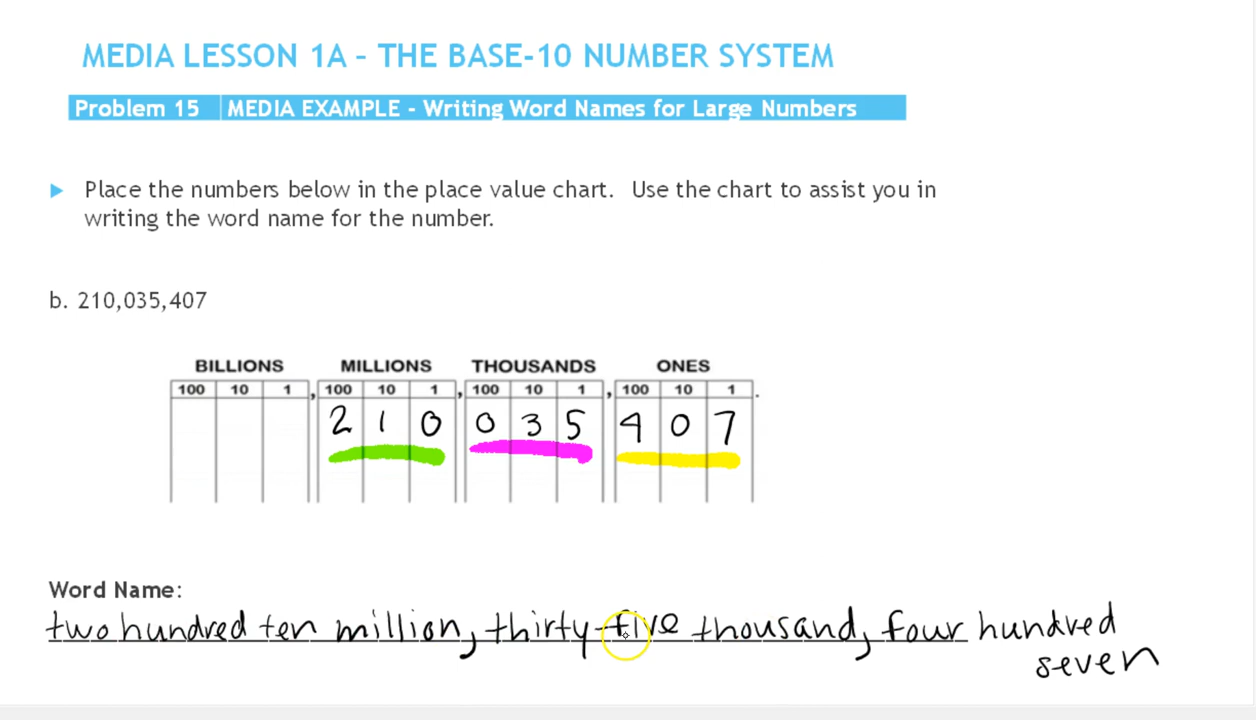 MEDIA LESSON 1A – THE BASE-10 NUMBER SYSTEM
Problem 15 MEDIA EXAMPLE - Writing Word Names for Large Numbers
Place the numbers below in the place value chart. Use the chart to assist you in
writing the word name for the number.
b. 210,035,407
BILLIONS MILLIONS THOUSANDS ONES
100 10 1 , 100 10 1 , 100 10 1 , 100 10 1 .
2 1 0 0 3 5 4 0 7
Word Name:
two hundred ten million, thirty-five thousand, four hundred
seven